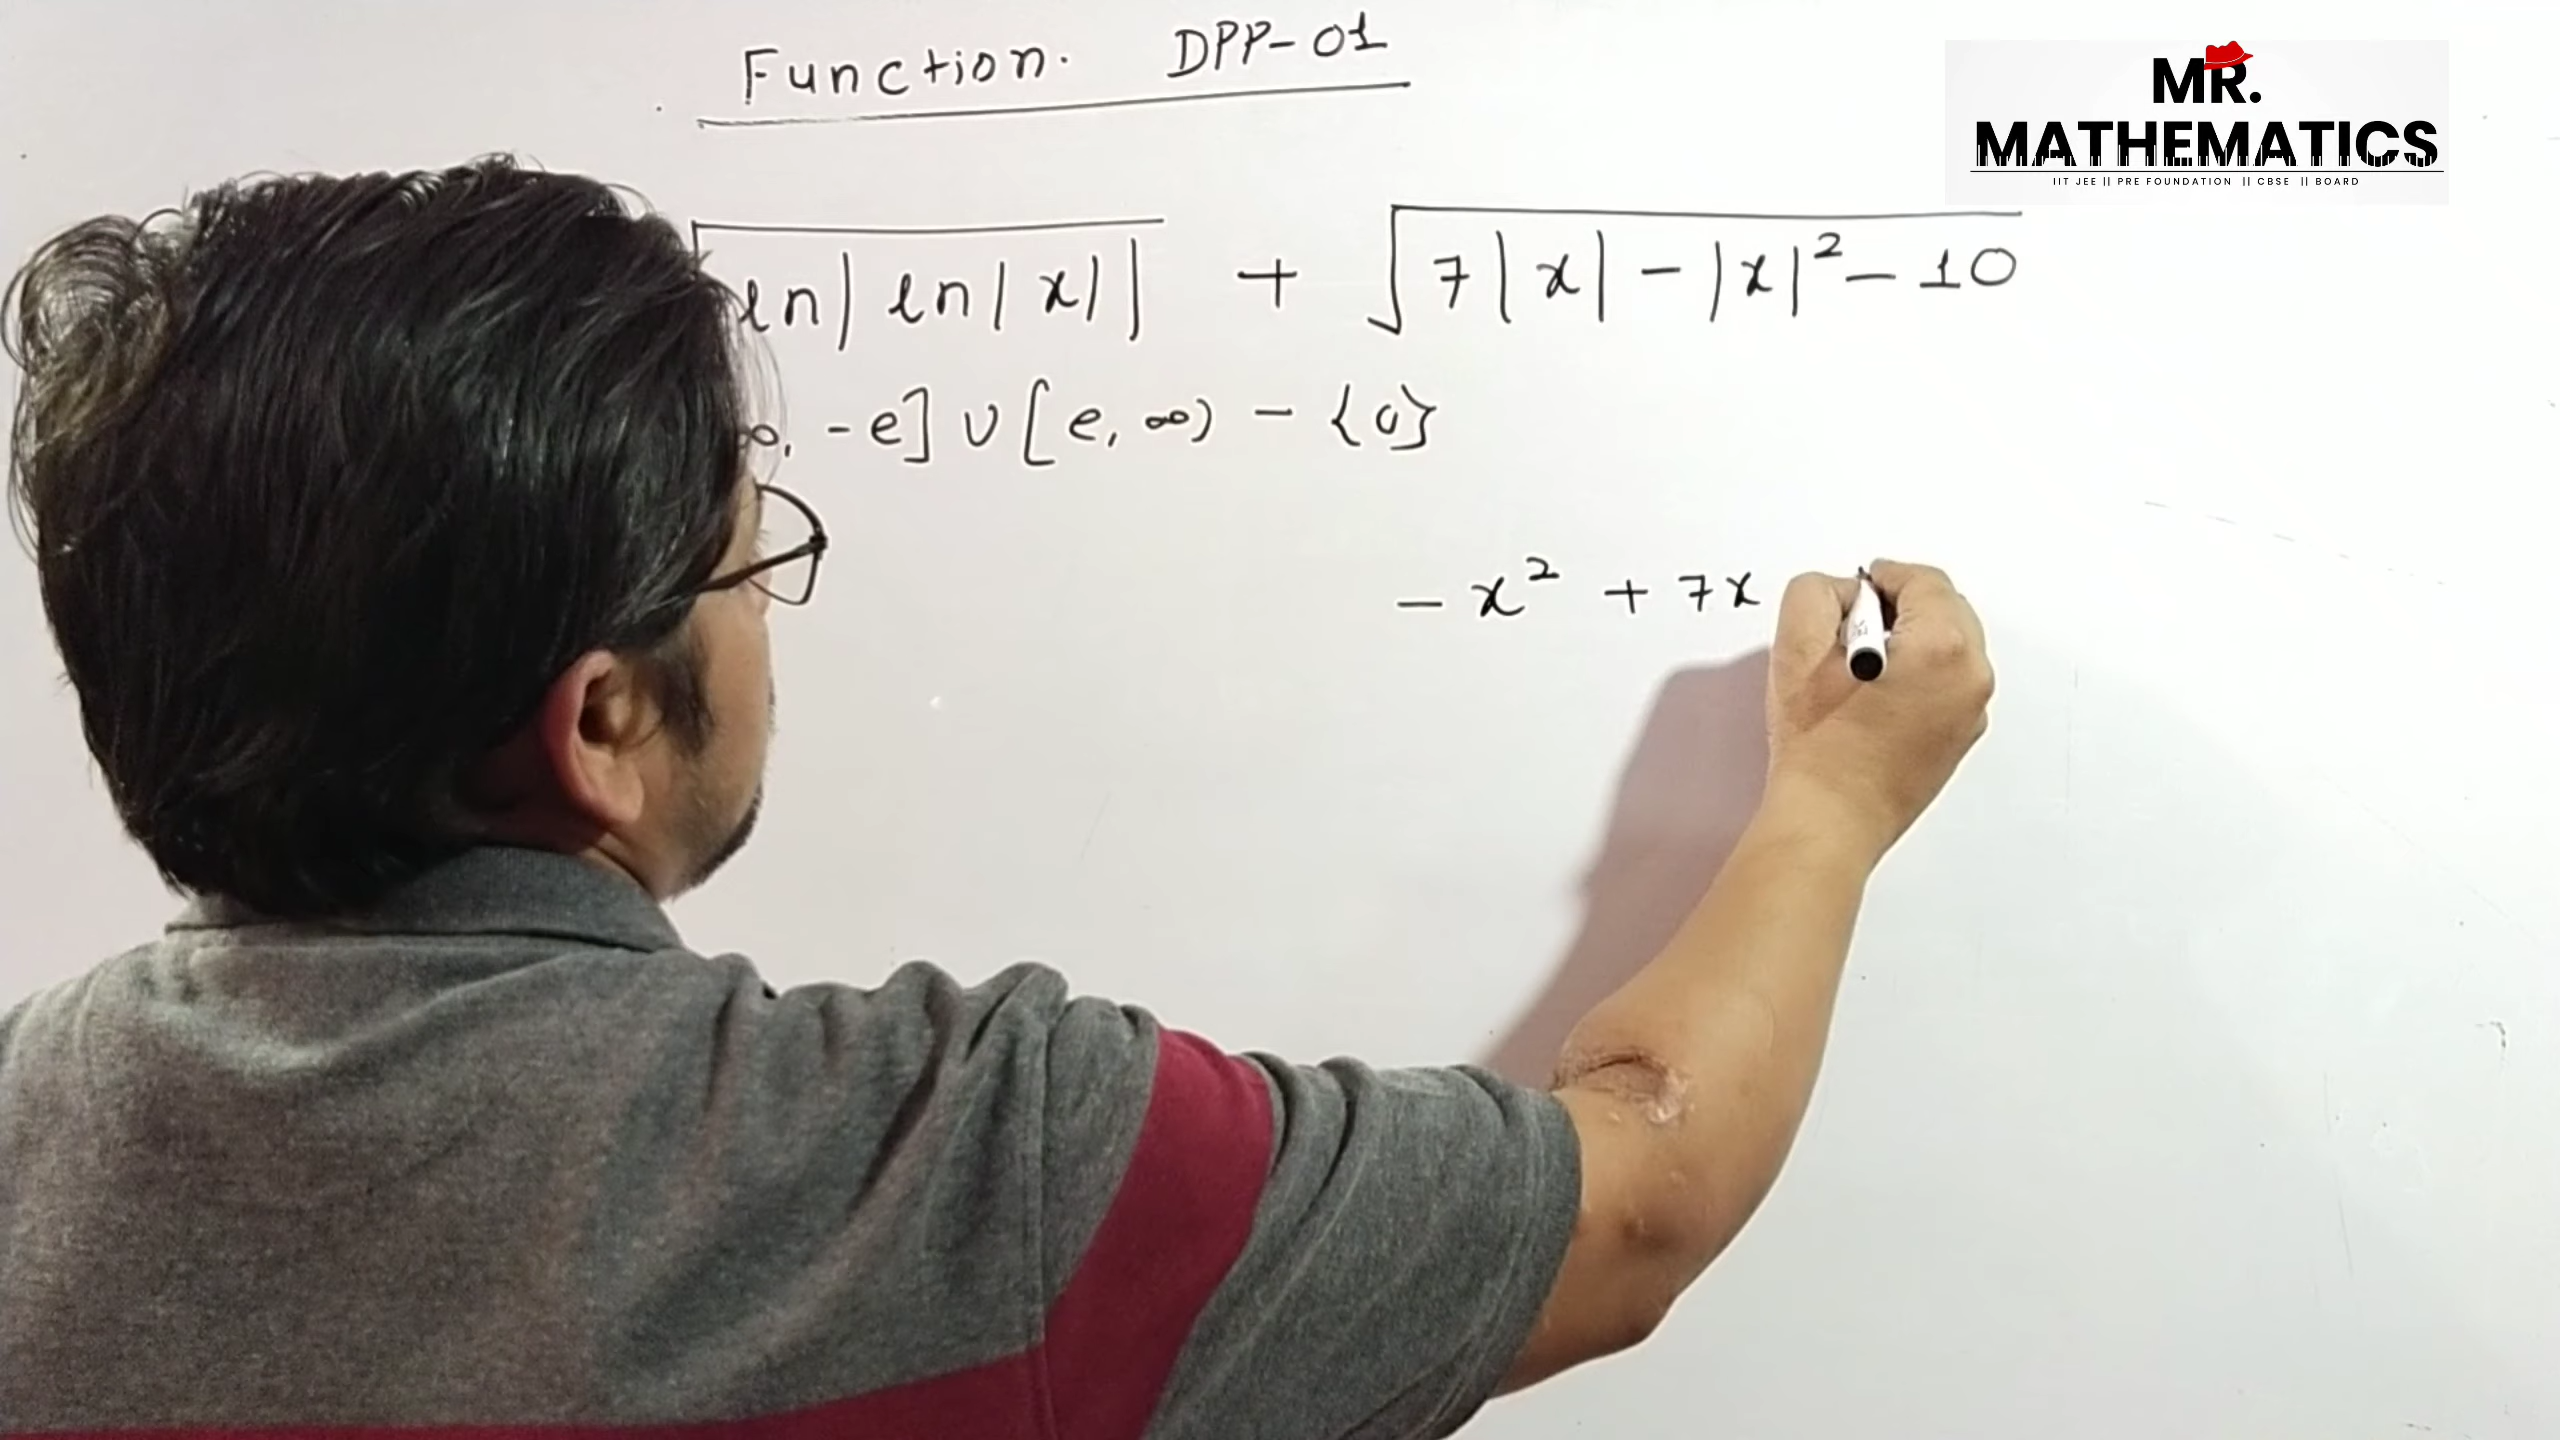 Function. DPP-01
MR.
MATHEMATICS
IIT JEE || PRE FOUNDATION || CBSE || BOARD
√ln|ln|x|| + √7|x|-|x|²-10
∞, -e] ∪ [e, ∞) - {0}
-x² + 7x